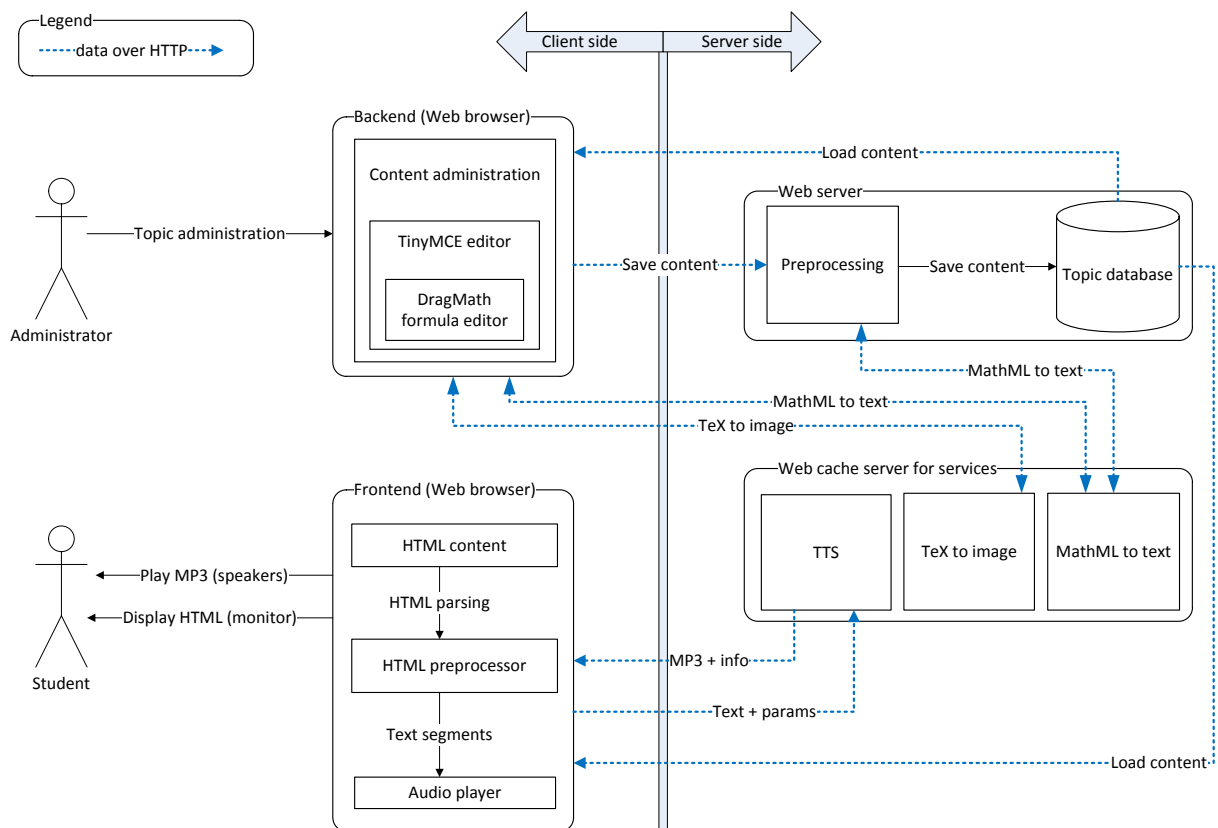 Legend
data over HTTP
Client side
Server side
Backend (Web browser)
Content administration
TinyMCE editor
DragMath
formula editor
Administrator
Topic administration
Load content
Web server
Preprocessing
Save content
Save content
Topic database
MathML to text
MathML to text
TeX to image
Web cache server for services
TTS
TeX to image
MathML to text
Frontend (Web browser)
HTML content
HTML parsing
HTML preprocessor
Text segments
Audio player
Play MP3 (speakers)
Display HTML (monitor)
Student
MP3 + info
Text + params
Load content